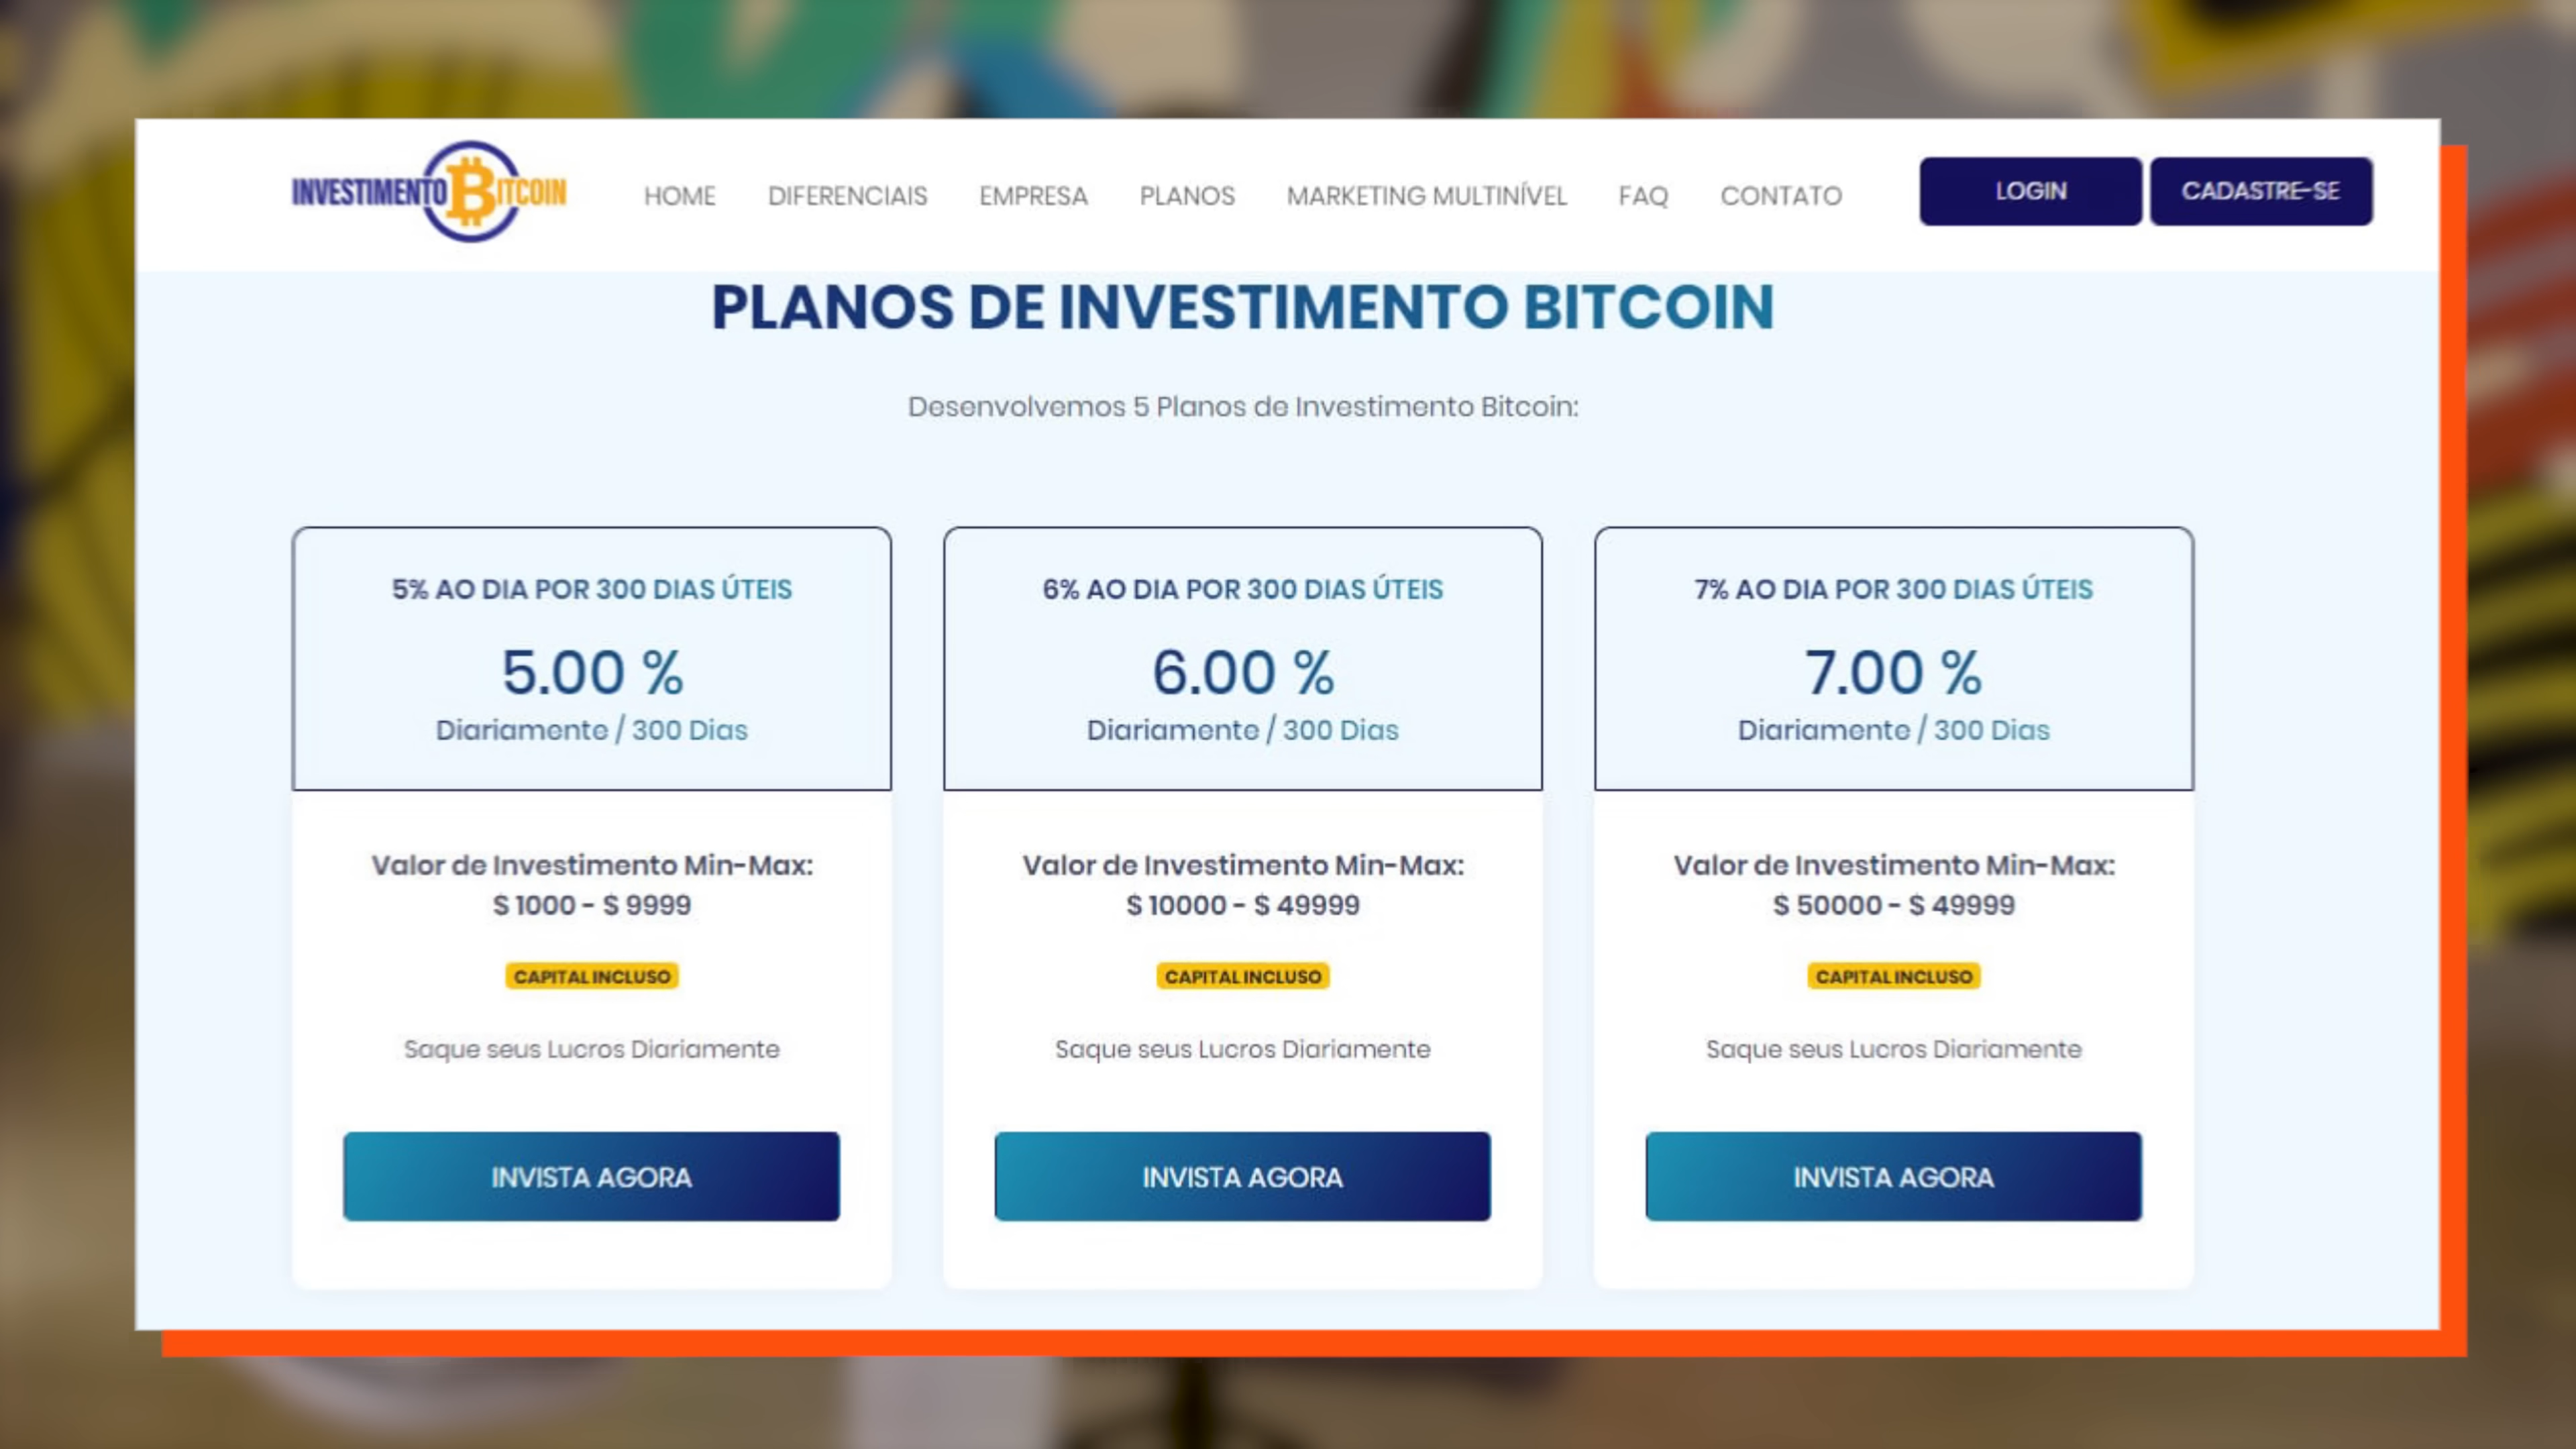 INVESTIMENTO BITCOIN
HOME DIFERENCIAIS EMPRESA PLANOS MARKETING MULTINÍVEL FAQ CONTATO LOGIN CADASTRE-SE
PLANOS DE INVESTIMENTO BITCOIN
Desenvolvemos 5 Planos de Investimento Bitcoin:
5% AO DIA POR 300 DIAS ÚTEIS
5.00 %
Diariamente / 300 Dias
Valor de Investimento Min-Max:
$ 1000 - $ 9999
CAPITAL INCLUSO
Saque seus Lucros Diariamente
INVISTA AGORA
6% AO DIA POR 300 DIAS ÚTEIS
6.00 %
Diariamente / 300 Dias
Valor de Investimento Min-Max:
$ 10000 - $ 49999
CAPITAL INCLUSO
Saque seus Lucros Diariamente
INVISTA AGORA
7% AO DIA POR 300 DIAS ÚTEIS
7.00 %
Diariamente / 300 Dias
Valor de Investimento Min-Max:
$ 50000 - $ 49999
CAPITAL INCLUSO
Saque seus Lucros Diariamente
INVISTA AGORA